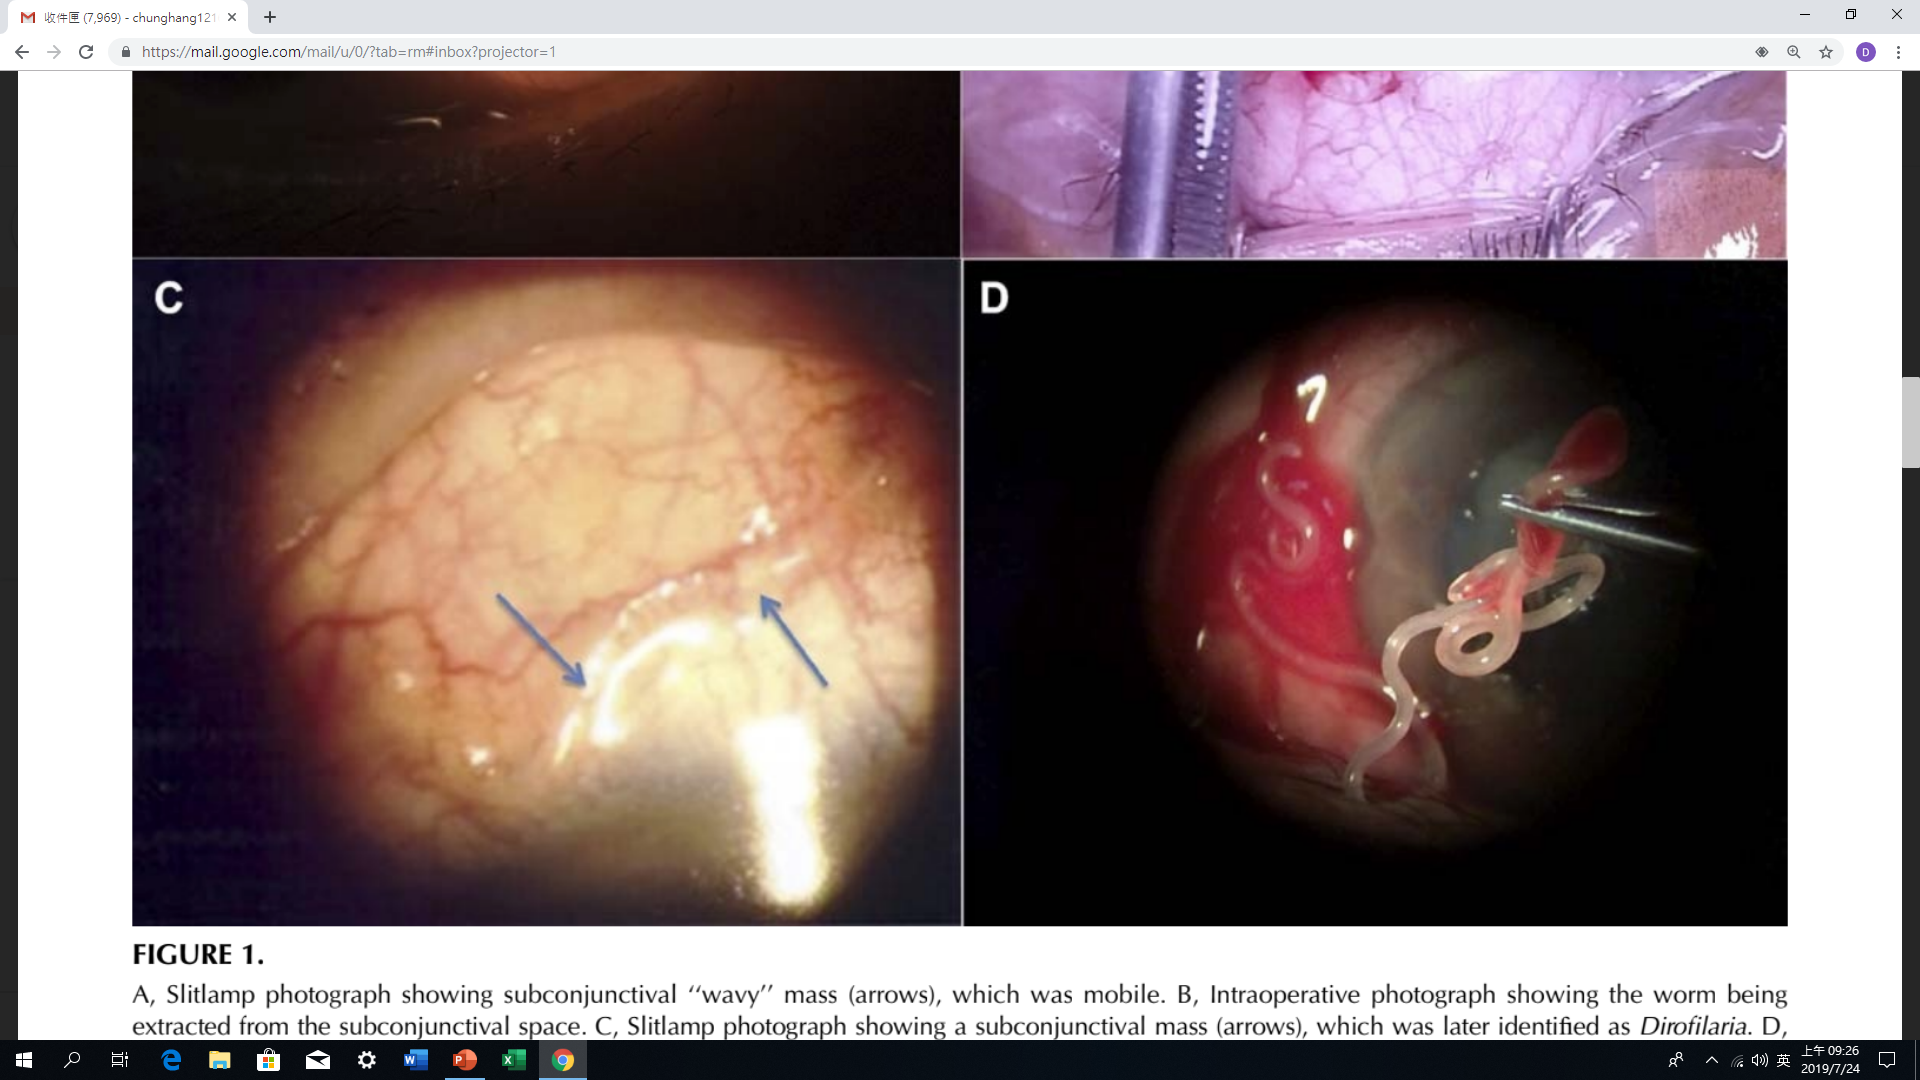 收件匣 (7,969) - chunghang121
https://mail.google.com/mail/u/0/?tab=rm#inbox?projector=1
D
C
D
FIGURE 1.
A, Slitlamp photograph showing subconjunctival ‘‘wavy’’ mass (arrows), which was mobile. B, Intraoperative photograph showing the worm being
extracted from the subconjunctival space. C, Slitlamp photograph showing a subconjunctival mass (arrows), which was later identified as Dirofilaria. D,
英
上午 09:26
2019/7/24